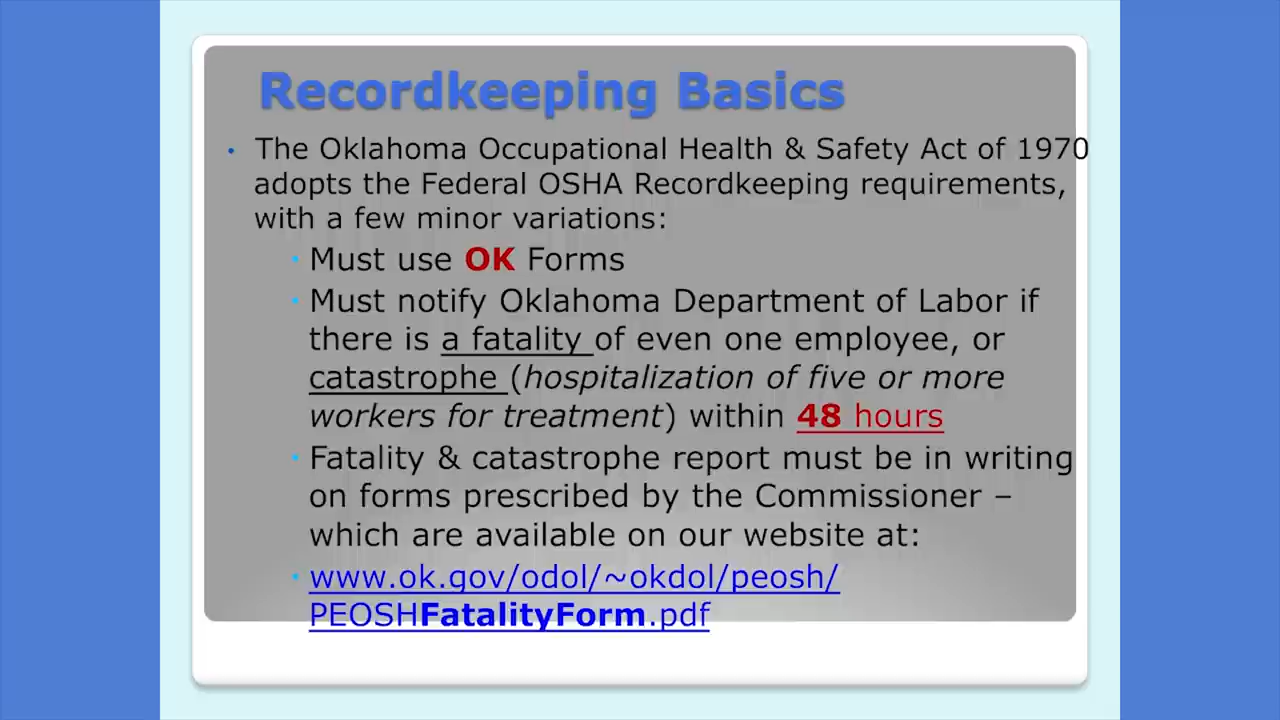 Recordkeeping Basics
• The Oklahoma Occupational Health & Safety Act of 1970
adopts the Federal OSHA Recordkeeping requirements,
with a few minor variations:
• Must use OK Forms
• Must notify Oklahoma Department of Labor if
there is a fatality of even one employee, or
catastrophe (hospitalization of five or more
workers for treatment) within 48 hours
• Fatality & catastrophe report must be in writing
on forms prescribed by the Commissioner –
which are available on our website at:
• www.ok.gov/odol/~okdol/peosh/
PEOSHFatalityForm.pdf